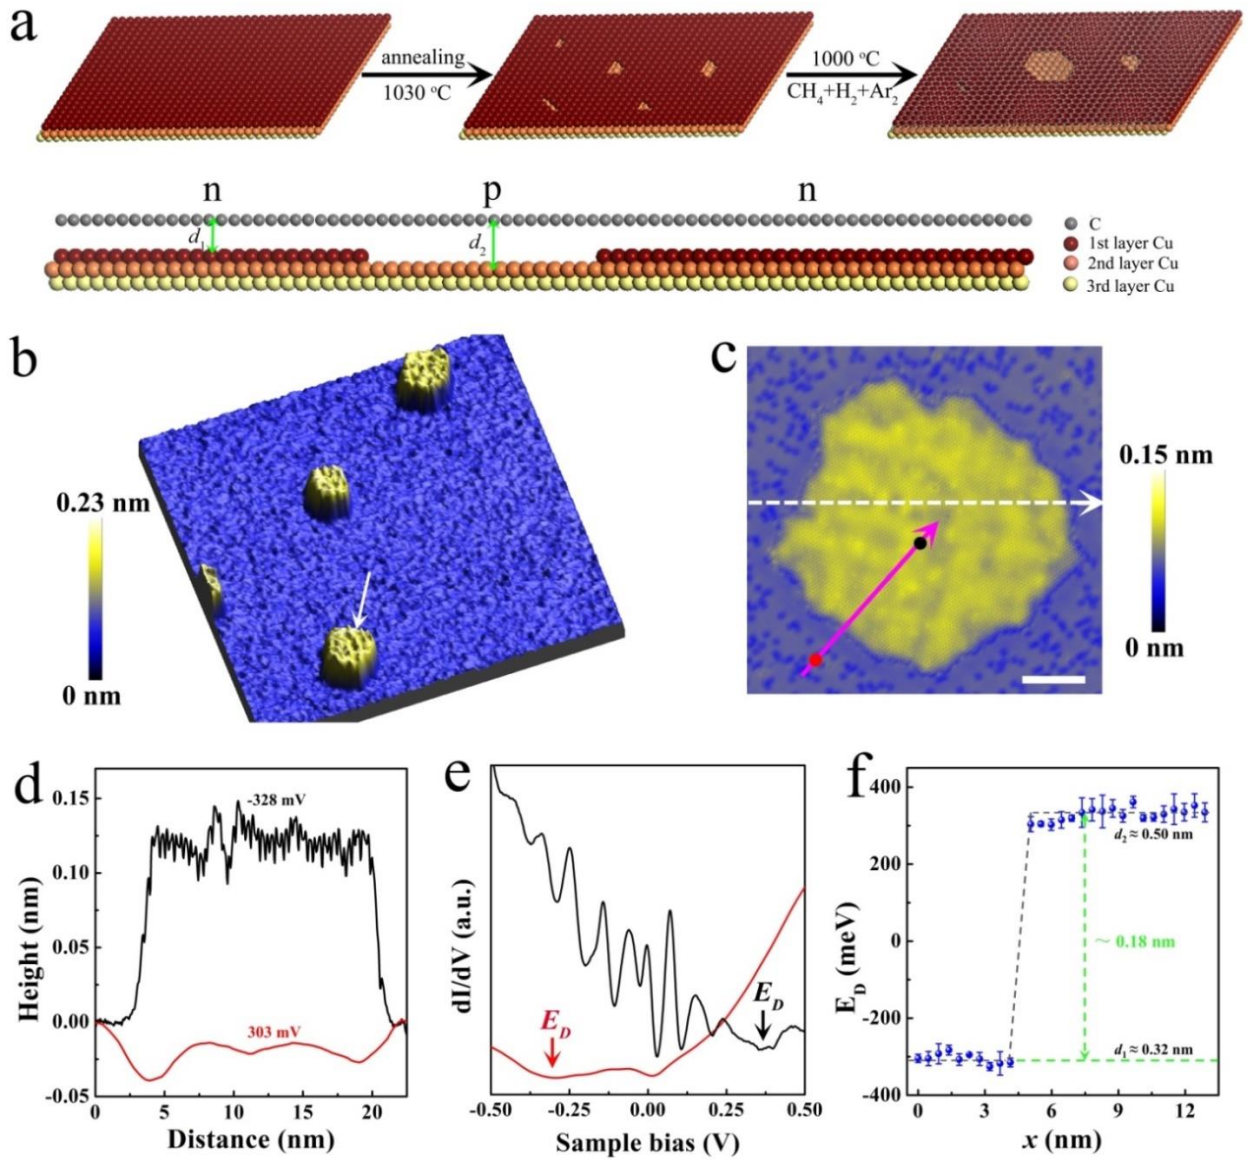 a
annealing
1030 °C
1000 °C
CH4+H2+Ar2
n p n
d1
d2
C
1st layer Cu
2nd layer Cu
3rd layer Cu
b
0.23 nm
0 nm
c
0.15 nm
0 nm
d
-328 mV
303 mV
0.15
0.10
0.05
0.00
-0.05
Height (nm)
0 5 10 15 20
Distance (nm)
e
dI/dV (a.u.)
ED
ED
-0.50 -0.25 0.00 0.25 0.50
Sample bias (V)
f
400
200
0
-200
-400
ED (meV)
d2 ≈ 0.50 nm
~ 0.18 nm
d1 ≈ 0.32 nm
0 3 6 9 12
x (nm)